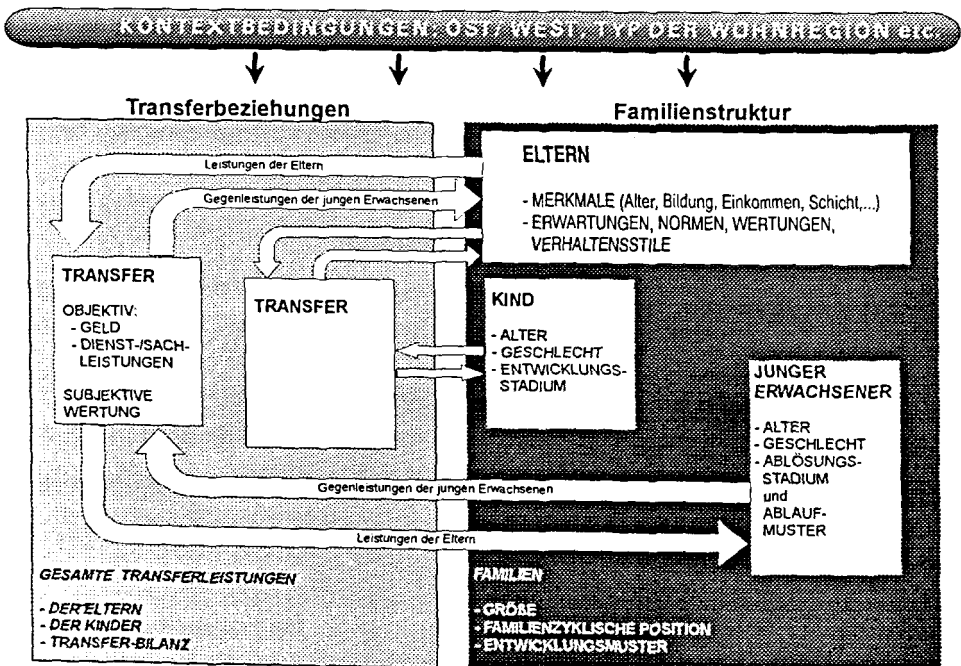 KONTEXTBEDINGUNGEN: OST/WEST, TYP DER WOHNREGION etc
Transferbeziehungen
Familienstruktur
Leistungen der Eltern
Gegenleistungen der jungen Erwachsenen
ELTERN
- MERKMALE (Alter, Bildung, Einkommen, Schicht,...)
- ERWARTUNGEN, NORMEN, WERTUNGEN,
VERHALTENSSTILE
TRANSFER
OBJEKTIV:
- GELD
- DIENST-/SACH-
LEISTUNGEN
SUBJEKTIVE
WERTUNG
TRANSFER
KIND
- ALTER
- GESCHLECHT
- ENTWICKLUNGS-
STADIUM
JUNGER
ERWACHSENER
- ALTER
- GESCHLECHT
- ABLÖSUNGS-
STADIUM
und
ABLAUF-
MUSTER
Gegenleistungen der jungen Erwachsenen
Leistungen der Eltern
GESAMTE TRANSFERLEISTUNGEN
- DER ELTERN
- DER KINDER
- TRANSFER-BILANZ
FAMILIEN
- GRÖßE
- FAMILIENZYKLISCHE POSITION
- ENTWICKLUNGSMUSTER